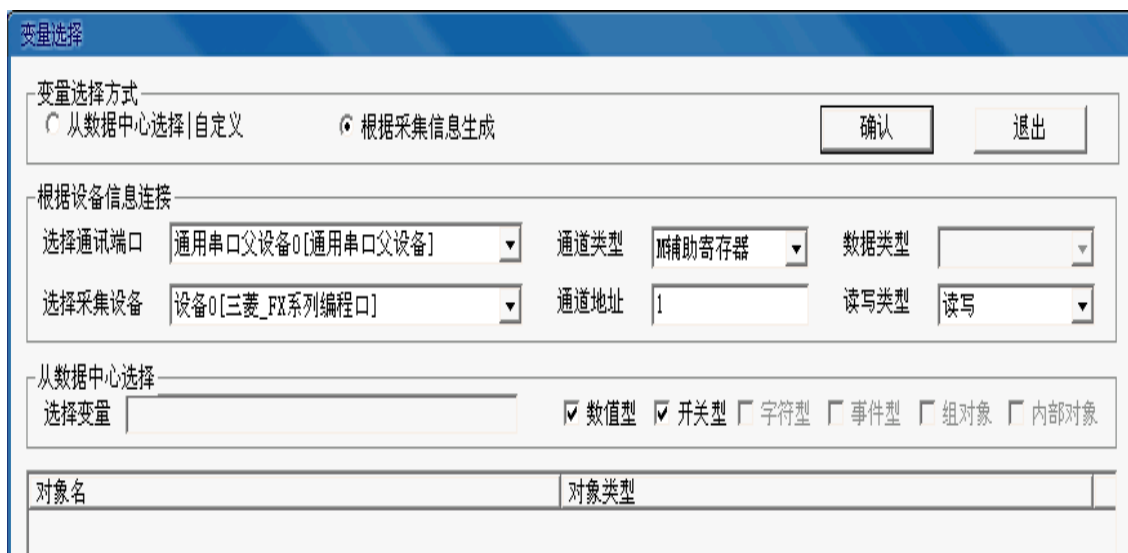 变量选择
变量选择方式
从数据中心选择|自定义 根据采集信息生成 确认 退出
根据设备信息连接
选择通讯端口 通用串口父设备0[通用串口父设备] 通道类型 M辅助寄存器 数据类型
选择采集设备 设备0[三菱_FX系列编程口] 通道地址 1 读写类型 读写
从数据中心选择
选择变量 数值型 开关型 字符型 事件型 组对象 内部对象
对象名 对象类型